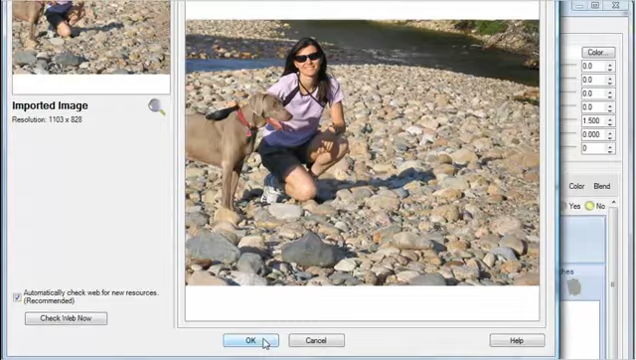 Imported Image
Resolution: 1103 x 828
Automatically check web for new resources.
(Recommended)
Check Web Now
OK
Cancel
Help
Color...
0.0
0.0
0.0
0.0
1.500
0.000
0
Color
Blend
Yes
No